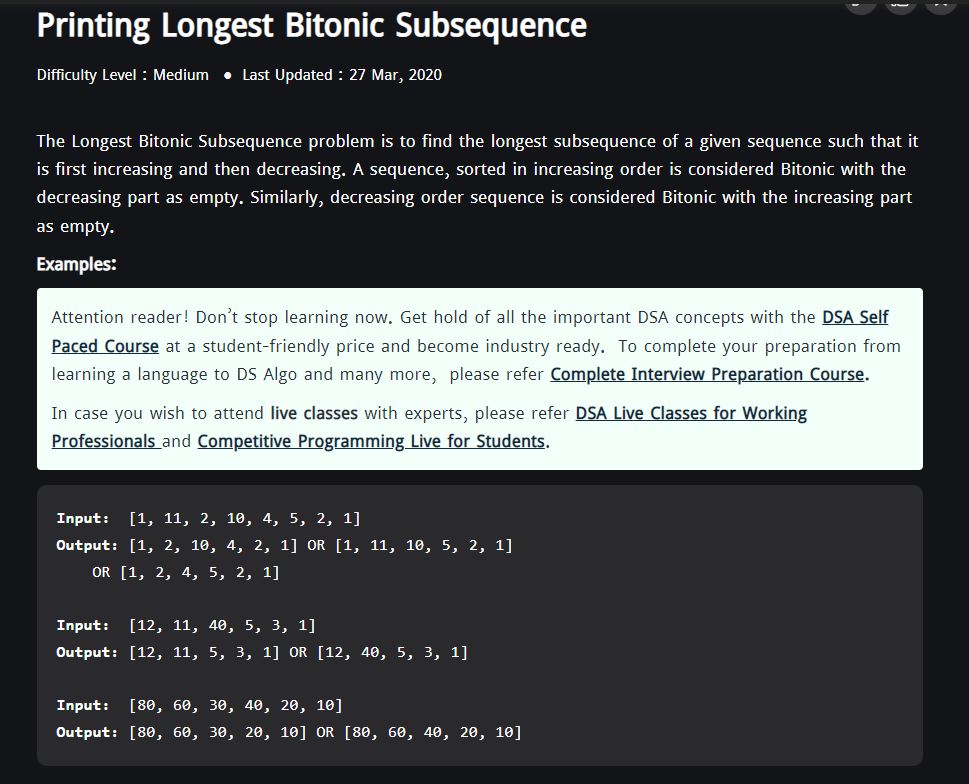 Printing Longest Bitonic Subsequence
Difficulty Level : Medium ● Last Updated : 27 Mar, 2020
The Longest Bitonic Subsequence problem is to find the longest subsequence of a given sequence such that it
is first increasing and then decreasing. A sequence, sorted in increasing order is considered Bitonic with the
decreasing part as empty. Similarly, decreasing order sequence is considered Bitonic with the increasing part
as empty.
Examples:
Attention reader! Don’t stop learning now. Get hold of all the important DSA concepts with the DSA Self
Paced Course at a student-friendly price and become industry ready. To complete your preparation from
learning a language to DS Algo and many more, please refer Complete Interview Preparation Course.
In case you wish to attend live classes with experts, please refer DSA Live Classes for Working
Professionals and Competitive Programming Live for Students.
Input: [1, 11, 2, 10, 4, 5, 2, 1]
Output: [1, 2, 10, 4, 2, 1] OR [1, 11, 10, 5, 2, 1]
OR [1, 2, 4, 5, 2, 1]
Input: [12, 11, 40, 5, 3, 1]
Output: [12, 11, 5, 3, 1] OR [12, 40, 5, 3, 1]
Input: [80, 60, 30, 40, 20, 10]
Output: [80, 60, 30, 20, 10] OR [80, 60, 40, 20, 10]